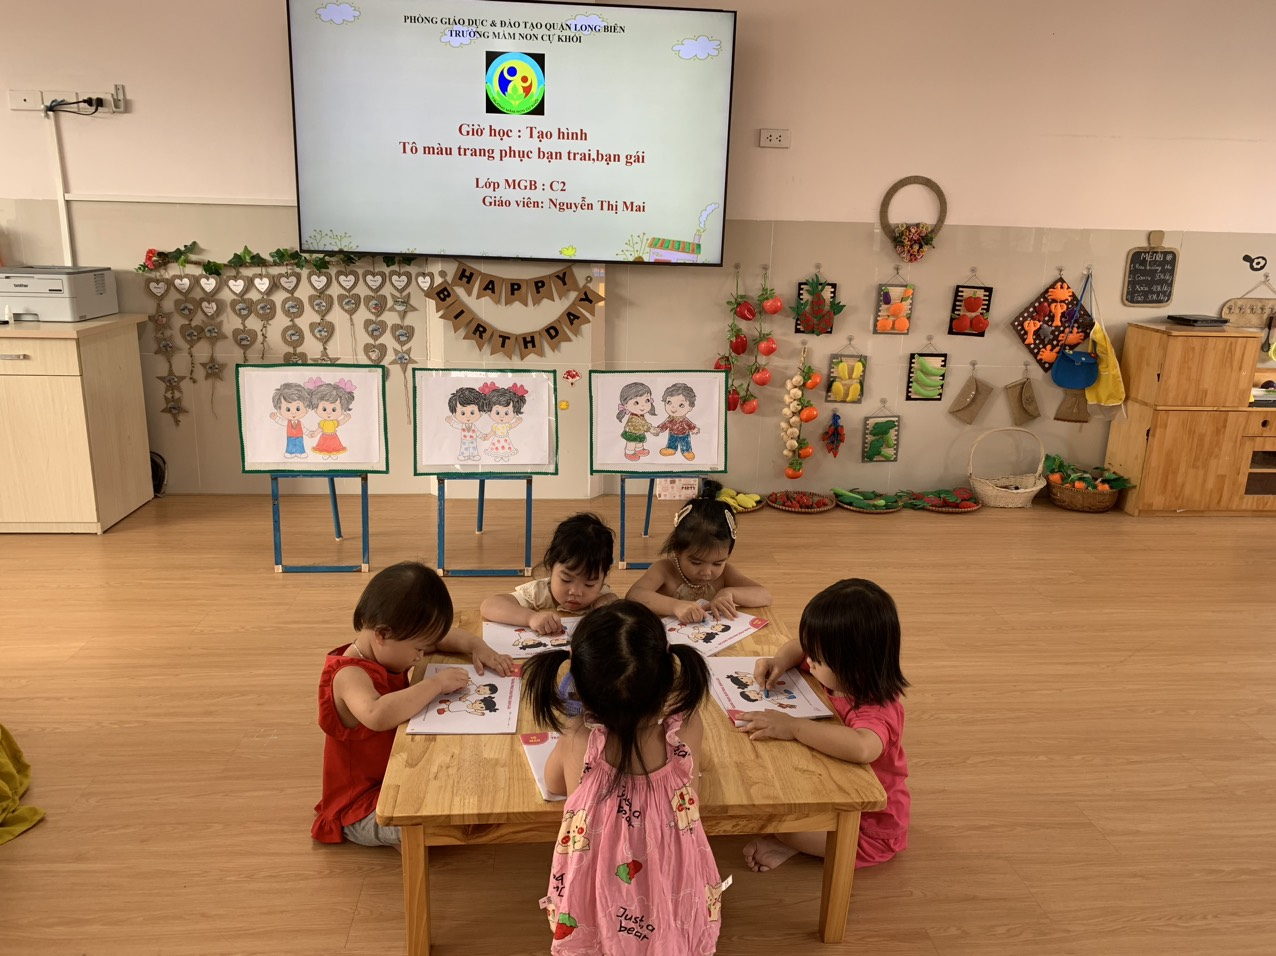 PHÒNG GIÁO DỤC & ĐÀO TẠO QUẬN LONG BIÊN
TRƯỜNG MẦM NON CỰ KHỐI
Giờ học : Tạo hình
Tô màu trang phục bạn trai,bạn gái
Lớp MGB : C2
Giáo viên: Nguyễn Thị Mai
HAPPY
BIRTHDAY
MENU
brother
Just a
bear